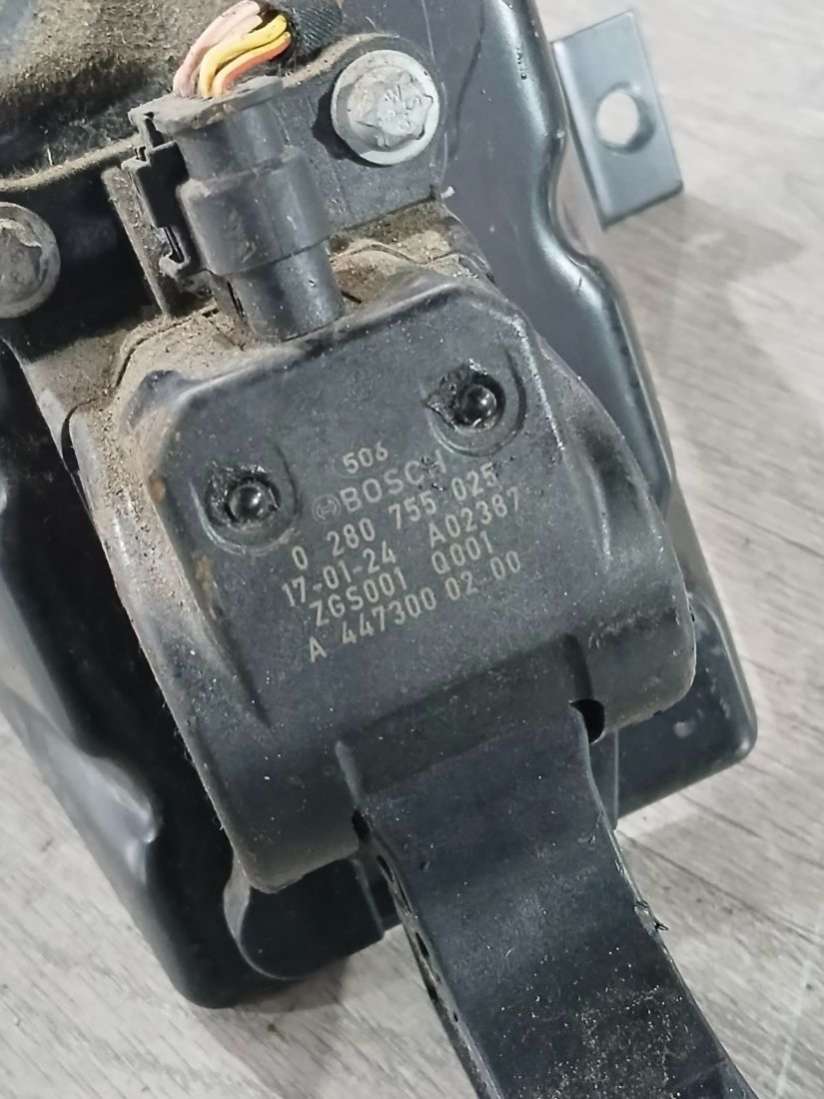 506
BOSCH
0 280 755 025
17-01-24 A02387
ZGS001 Q001
A 447300 02 00